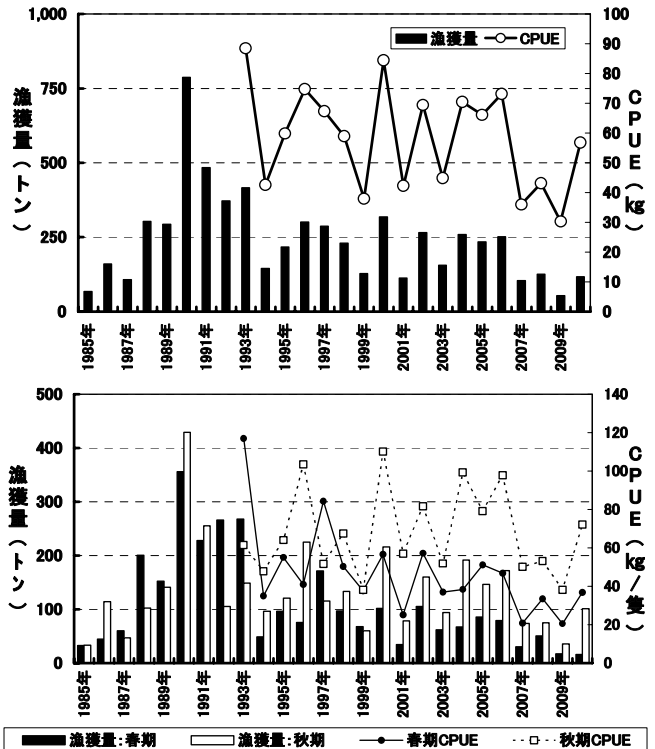 1,000
750
500
250
0
漁獲量(トン)
漁獲量
CPUE
100
90
80
70
60
50
40
30
20
10
0
CPUE(kg)
1985年
1987年
1989年
1991年
1993年
1995年
1997年
1999年
2001年
2003年
2005年
2007年
2009年
500
400
300
200
100
0
漁獲量(トン)
140
120
100
80
60
40
20
0
CPUE(kg/隻)
1985年
1987年
1989年
1991年
1993年
1995年
1997年
1999年
2001年
2003年
2005年
2007年
2009年
漁獲量:春期 漁獲量:秋期 春期CPUE 秋期CPUE